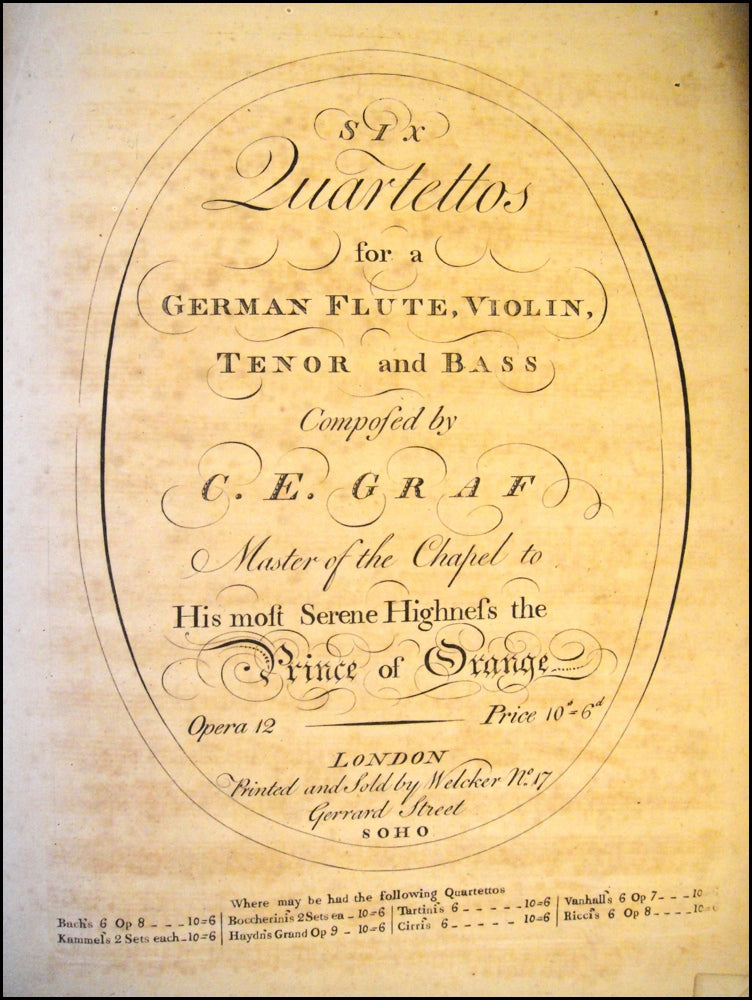 SIX
Quartettos
for a
GERMAN FLUTE, VIOLIN,
TENOR and BASS
Compoſed by
C. E. GRAF
Master of the Chapel to
His moſt Serene Highneſs the
Prince of Orange
Opera 12 Price 10s=6d
LONDON
Printed and Sold by Welcker No. 17
Gerrard Street
SOHO
Where may be had the following Quartettos
Bach's 6 Op 8 _ _ _ 10=6
Kammel's 2 Sets each _ 10=6
Boccherini's 2 Sets ea _ 10=6
Haydn's Grand Op 9 _ 10=6
Tartini's 6 _ _ _ _ _ 10=6
Cirri's 6 _ _ _ _ _ 10=6
Vanhall's 6 Op 7 _ _ _ 10
Ricci's 6 Op 8 _ _ _ _ 10